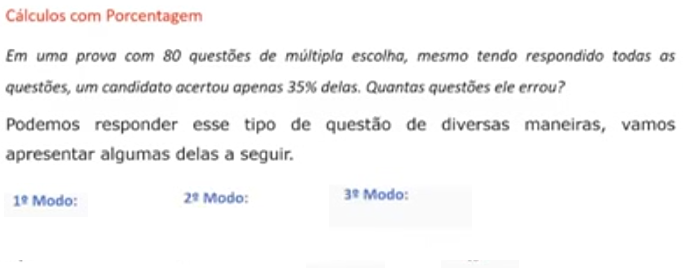 Cálculos com Porcentagem
Em uma prova com 80 questões de múltipla escolha, mesmo tendo respondido todas as
questões, um candidato acertou apenas 35% delas. Quantas questões ele errou?
Podemos responder esse tipo de questão de diversas maneiras, vamos
apresentar algumas delas a seguir.
1º Modo: 2º Modo: 3º Modo: